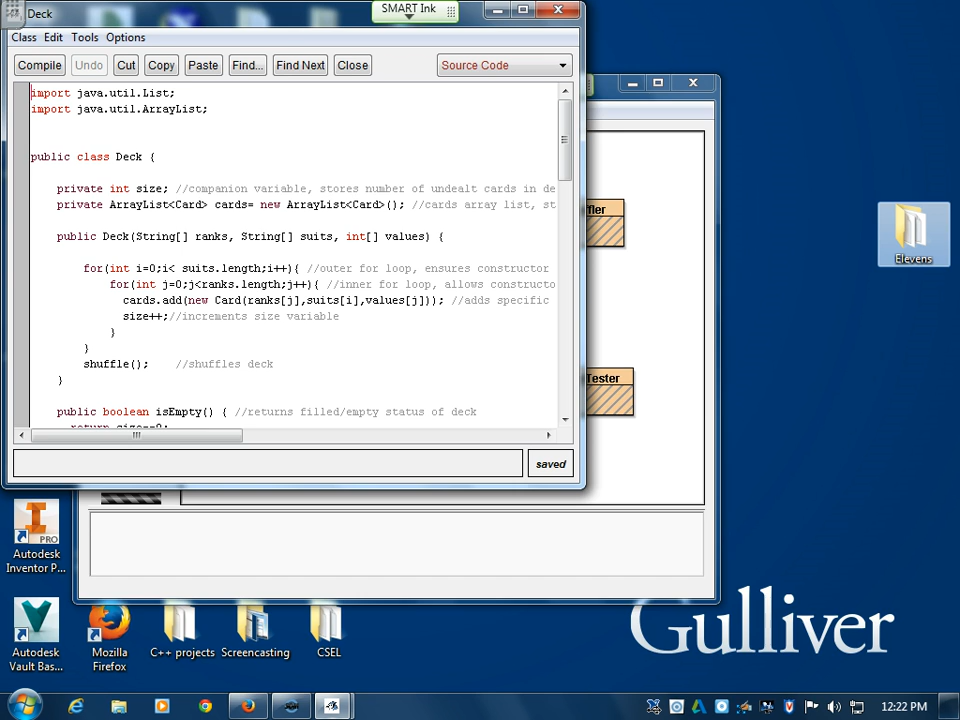 Deck
SMART Ink
Class Edit Tools Options
Compile Undo Cut Copy Paste Find... Find Next Close Source Code
import java.util.List;
import java.util.ArrayList;
public class Deck {
private int size; //companion variable, stores number of undealt cards in de
private ArrayList<Card> cards= new ArrayList<Card>(); //cards array list, st
public Deck(String[] ranks, String[] suits, int[] values) {
for(int i=0;i< suits.length;i++){ //outer for loop, ensures constructor
for(int j=0;j<ranks.length;j++){ //inner for loop, allows constructo
cards.add(new Card(ranks[j],suits[i],values[j])); //adds specific
size++;//increments size variable
}
}
shuffle(); //shuffles deck
}
public boolean isEmpty() { //returns filled/empty status of deck
return size==0;
saved
ffler
Tester
Elevens
Autodesk
Inventor P...
PRO
Autodesk
Vault Bas...
Mozilla
Firefox
C++ projects
Screencasting
CSEL
Gulliver
12:22 PM